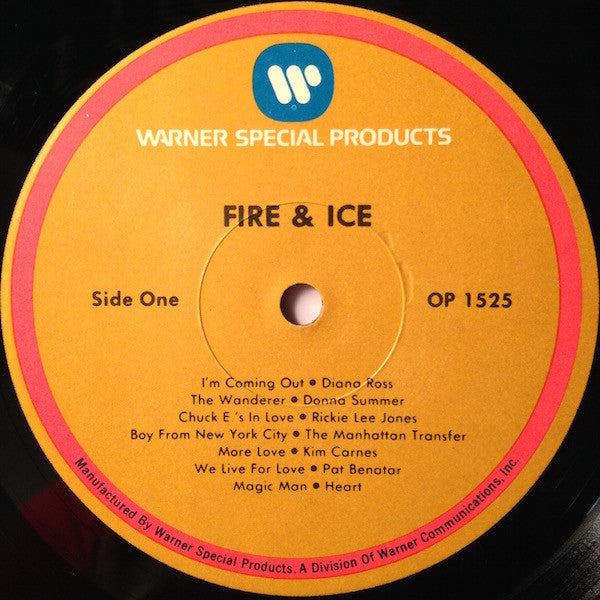 WARNER SPECIAL PRODUCTS
FIRE & ICE
Side One
OP 1525
I'm Coming Out • Diana Ross
The Wanderer • Donna Summer
Chuck E.'s In Love • Rickie Lee Jones
Boy From New York City • The Manhattan Transfer
More Love • Kim Carnes
We Live For Love • Pat Benatar
Magic Man • Heart
Manufactured By Warner Special Products. A Division Of Warner Communications, Inc.